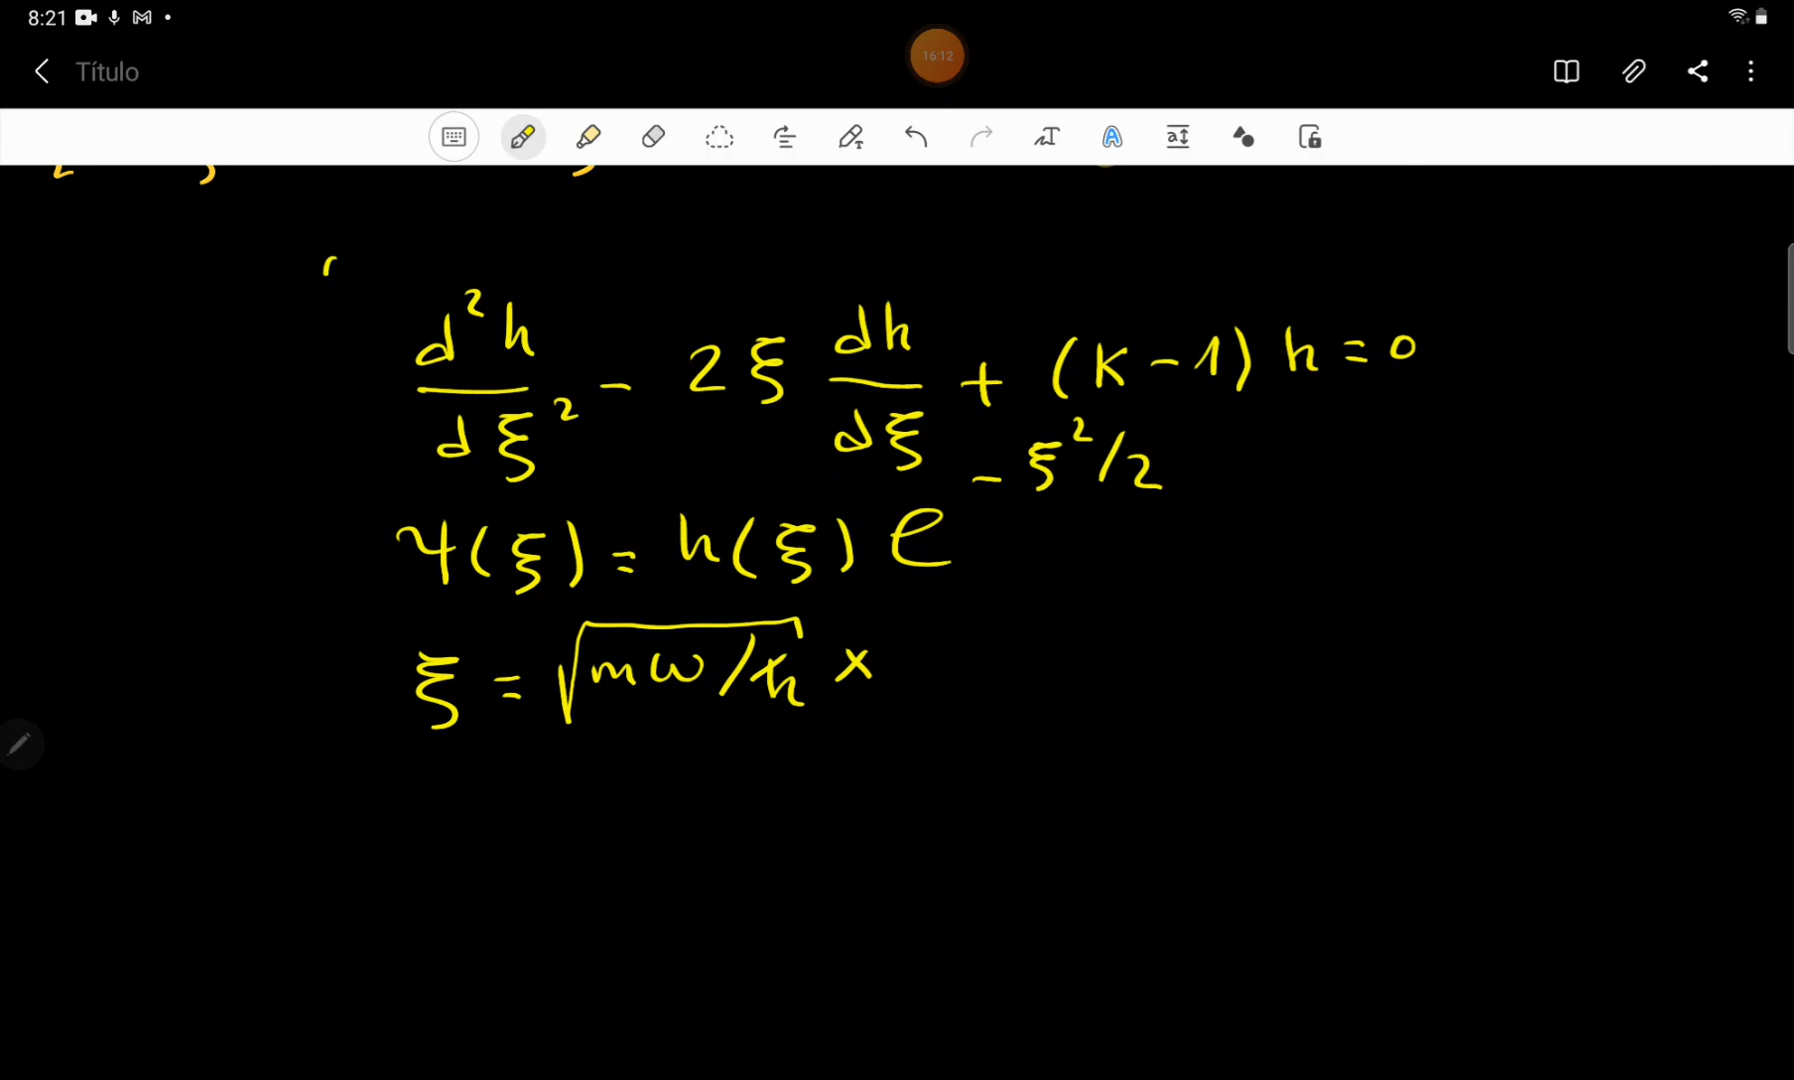 8:21
16:12
Título
d²h/dξ² - 2ξ dh/dξ + (K-1)h = 0
Ψ(ξ) = h(ξ) e^(-ξ²/2)
ξ = √(mω/ħ) x